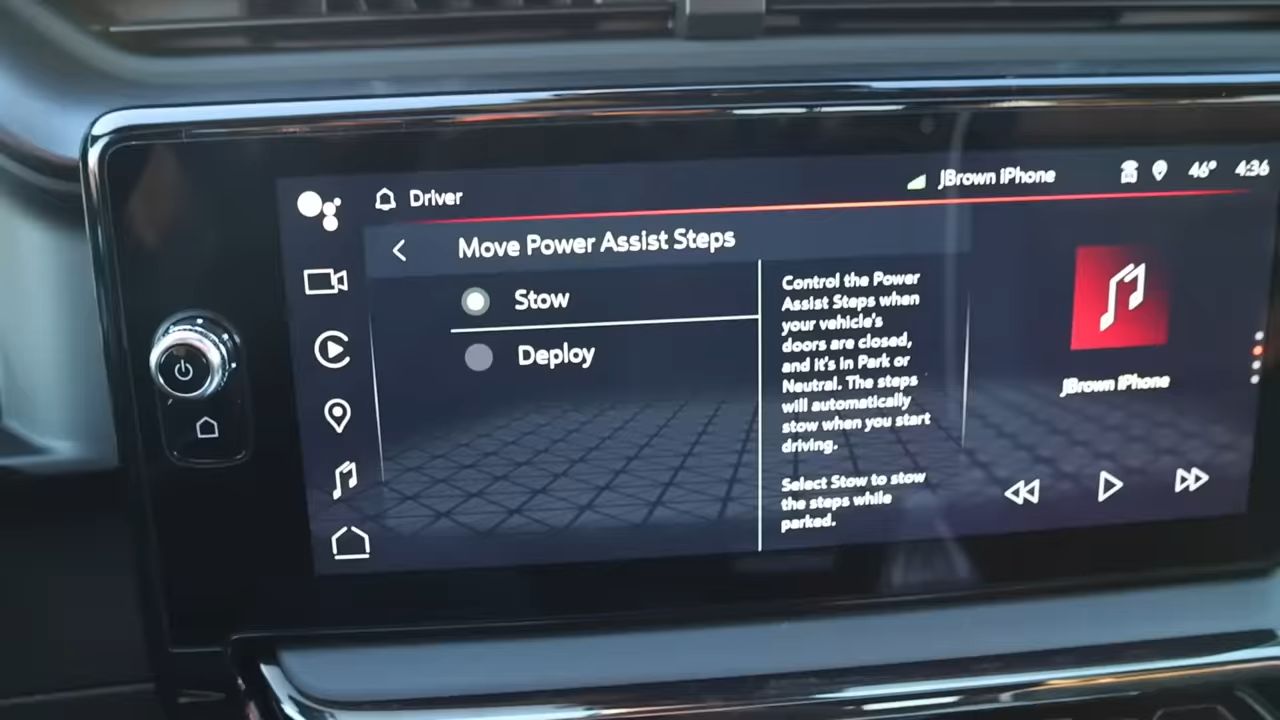 Driver
JBrown iPhone
46°
4:36
Move Power Assist Steps
Stow
Deploy
Control the Power
Assist Steps when
your vehicle's
doors are closed,
and it's in Park or
Neutral. The steps
will automatically
stow when you start
driving.
Select Stow to stow
the steps while
parked.
JBrown iPhone